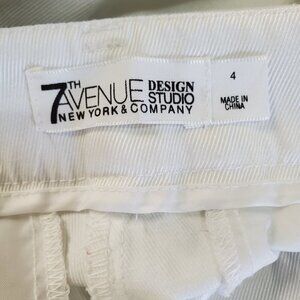 7TH AVENUE DESIGN STUDIO
NEW YORK & COMPANY
4
MADE IN
CHINA